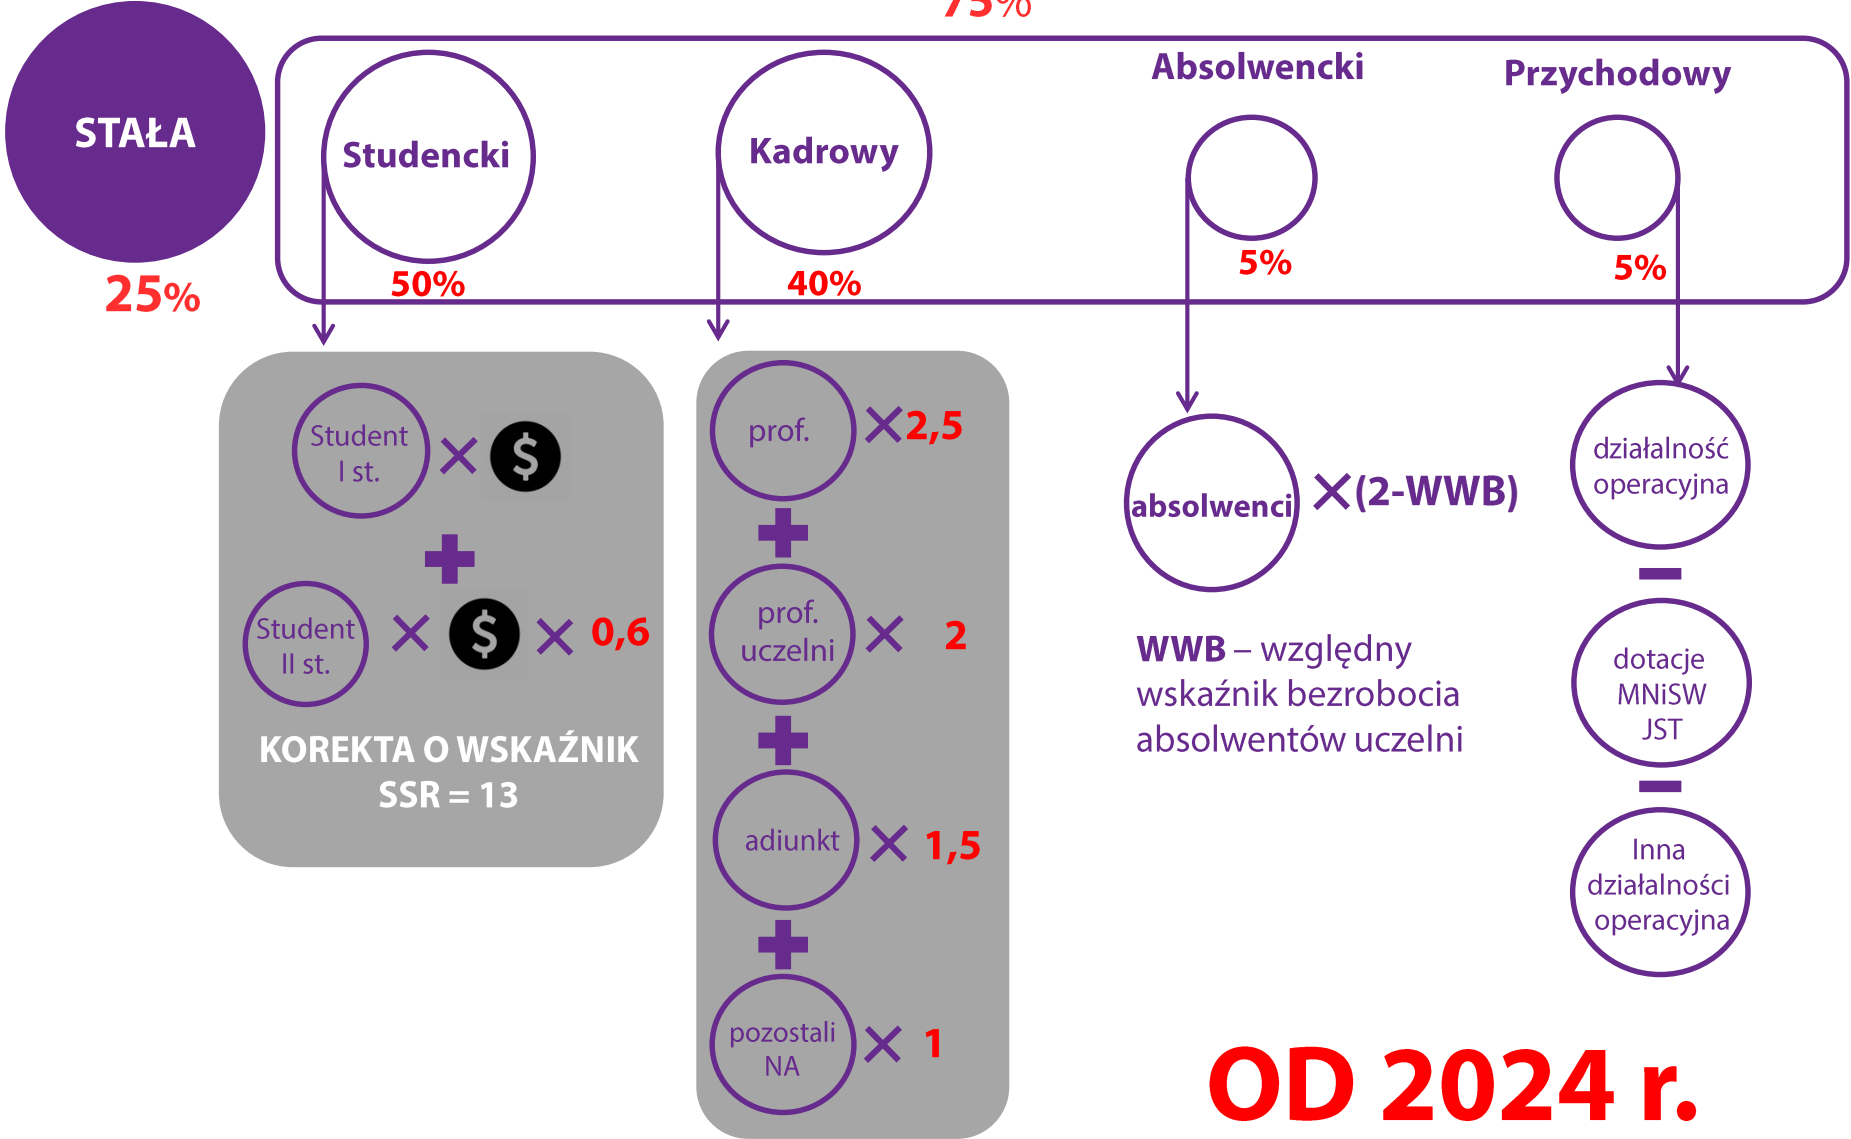 75%
STAŁA
25%
Studencki
50%
Kadrowy
40%
Absolwencki
5%
Przychodowy
5%
Student
I st.
$
Student
II st.
$
0,6
KOREKTA O WSKAŹNIK
SSR = 13
prof.
2,5
prof.
uczelni
2
adiunkt
1,5
pozostali
NA
1
absolwenci
(2-WWB)
WWB – względny
wskaźnik bezrobocia
absolwentów uczelni
działalność
operacyjna
dotacje
MNiSW
JST
Inna
działalności
operacyjna
OD 2024 r.